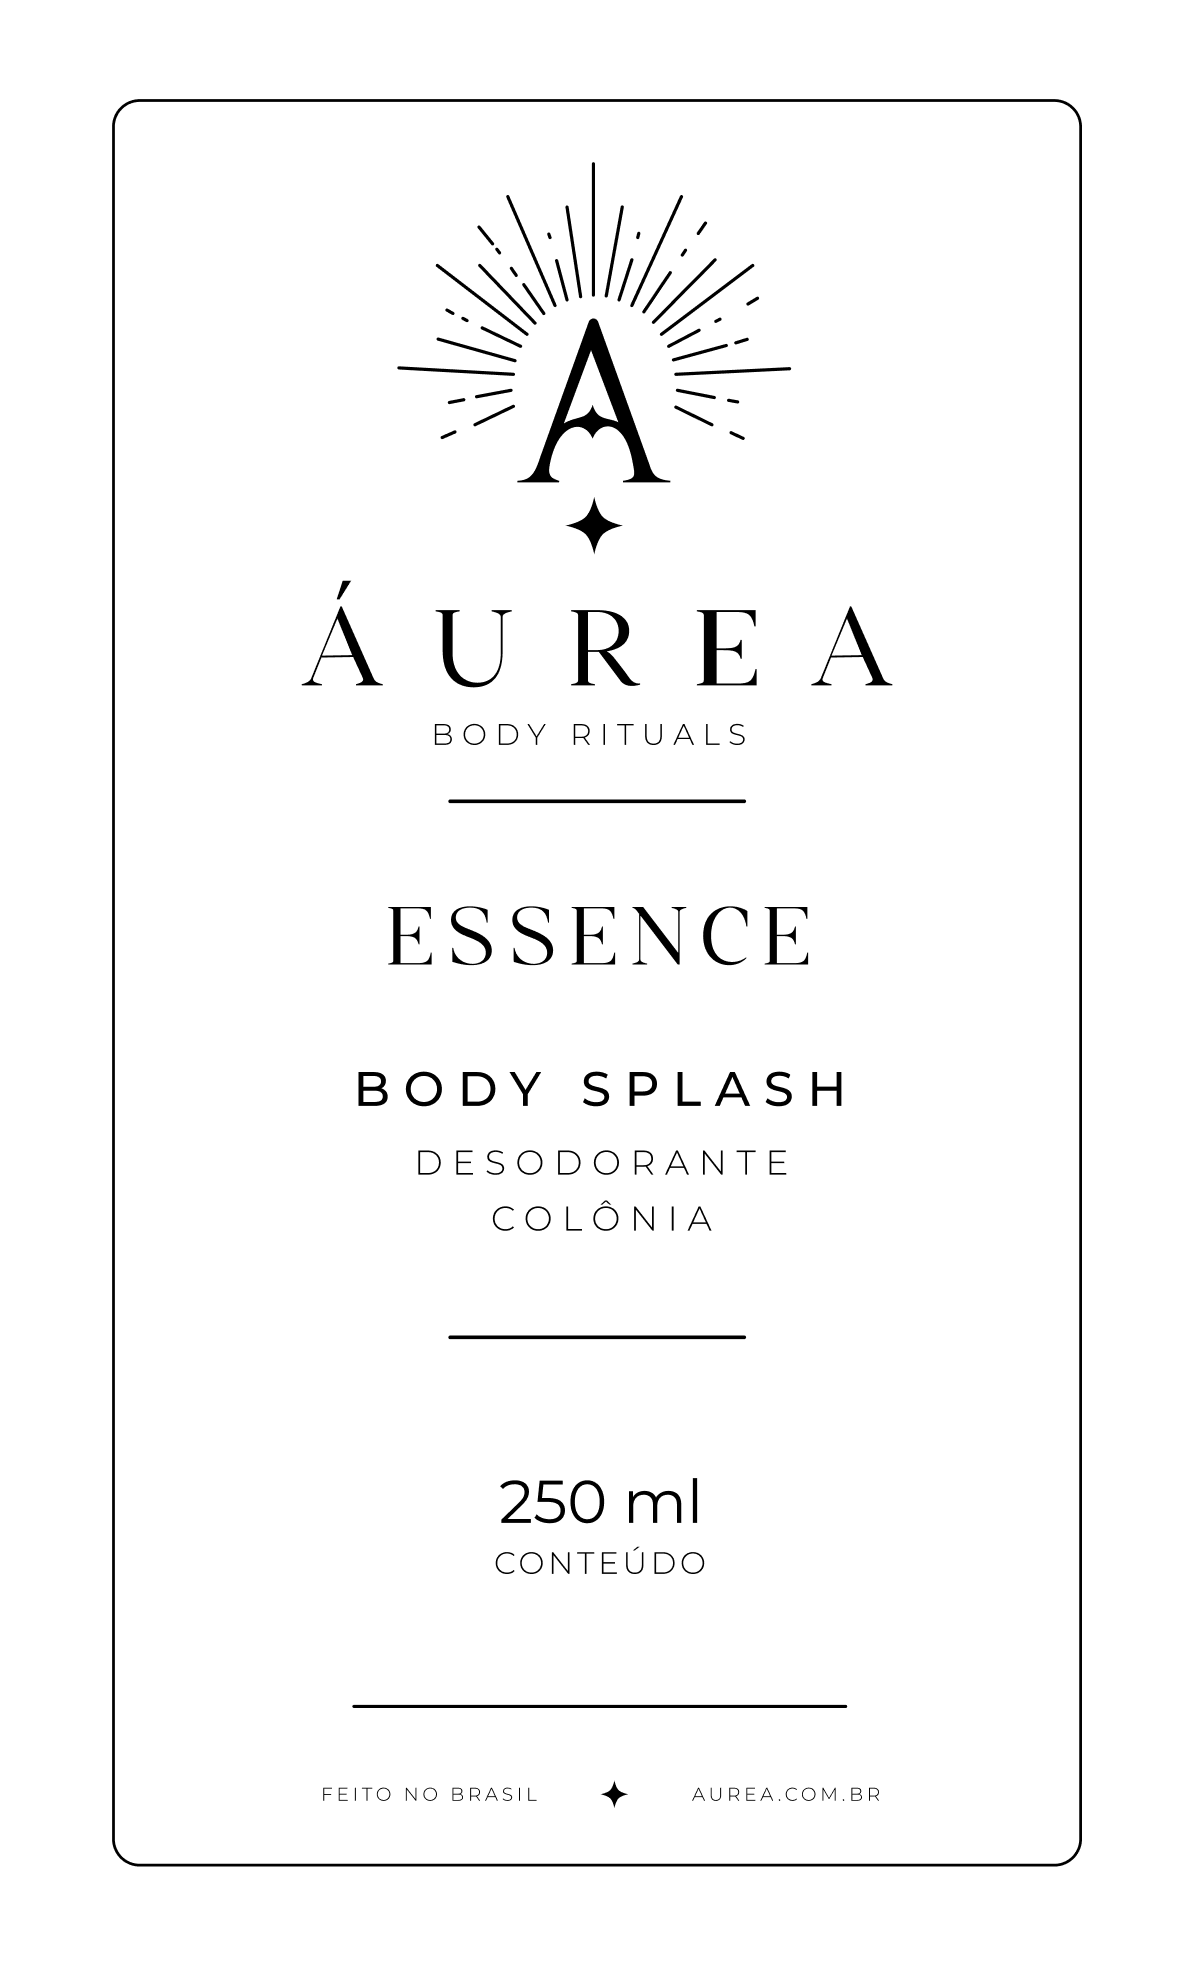 A
ÁUREA
BODY RITUALS
ESSENCE
BODY SPLASH
DESODORANTE
COLÔNIA
250 ml
CONTEÚDO
FEITO NO BRASIL AUREA.COM.BR